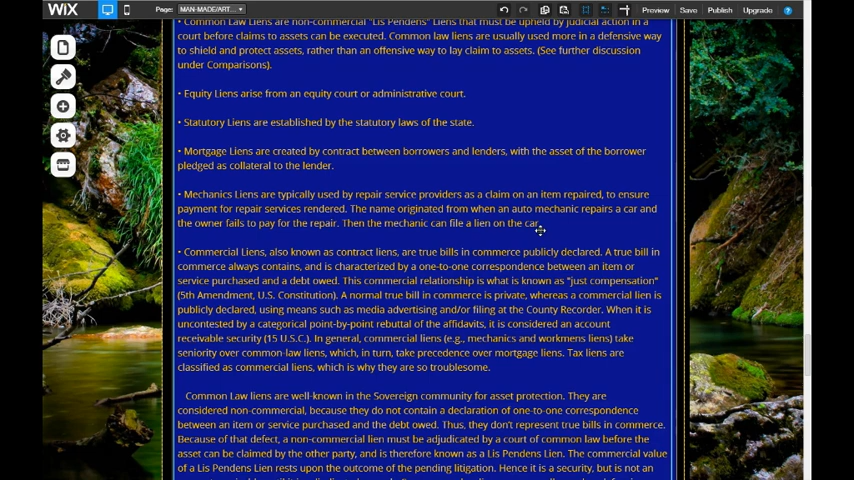 WIX
Page: MAN-MADE/ART...
Preview Save Publish Upgrade ?
• Common Law Liens are non-commercial "Lis Pendens" Liens that must be upheld by judicial action in a
court before claims to assets can be executed. Common law liens are usually used more in a defensive way
to shield and protect assets, rather than an offensive way to lay claim to assets. (See further discussion
under Comparisons).
• Equity Liens arise from an equity court or administrative court.
• Statutory Liens are established by the statutory laws of the state.
• Mortgage Liens are created by contract between borrowers and lenders, with the asset of the borrower
pledged as collateral to the lender.
• Mechanics Liens are typically used by repair service providers as a claim on an item repaired, to ensure
payment for repair services rendered. The name originated from when an auto mechanic repairs a car and
the owner fails to pay for the repair. Then the mechanic can file a lien on the car.
• Commercial Liens, also known as contract liens, are true bills in commerce publicly declared. A true bill in
commerce always contains, and is characterized by a one-to-one correspondence between an item or
service purchased and a debt owed. This commercial relationship is what is known as "just compensation"
(5th Amendment, U.S. Constitution). A normal true bill in commerce is private, whereas a commercial lien is
publicly declared, using means such as media advertising and/or filing at the County Recorder. When it is
uncontested by a categorical point-by-point rebuttal of the affidavits, it is considered an account
receivable security (15 U.S.C.). In general, commercial liens (e.g., mechanics and workmens liens) take
seniority over common-law liens, which, in turn, take precedence over mortgage liens. Tax liens are
classified as commercial liens, which is why they are so troublesome.
Common Law liens are well-known in the Sovereign community for asset protection. They are
considered non-commercial, because they do not contain a declaration of one-to-one correspondence
between an item or service purchased and the debt owed. Thus, they don't represent true bills in commerce.
Because of that defect, a non-commercial lien must be adjudicated by a court of common law before the
asset can be claimed by the other party, and is therefore known as a Lis Pendens Lien. The commercial value
of a Lis Pendens Lien rests upon the outcome of the pending litigation. Hence it is a security, but is not an